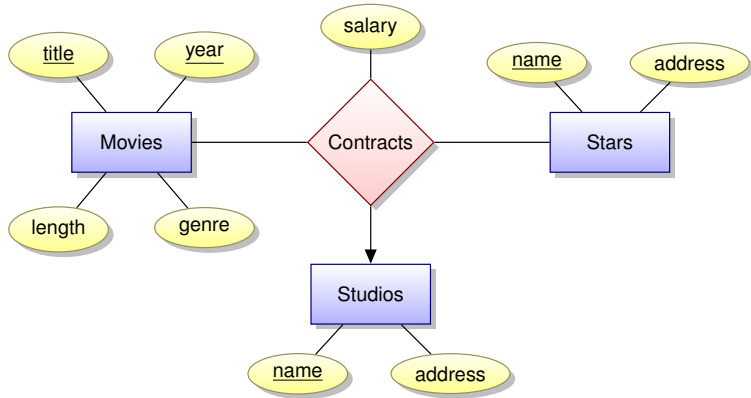 salary
title
year
name
address
Movies
Contracts
Stars
length
genre
Studios
name
address